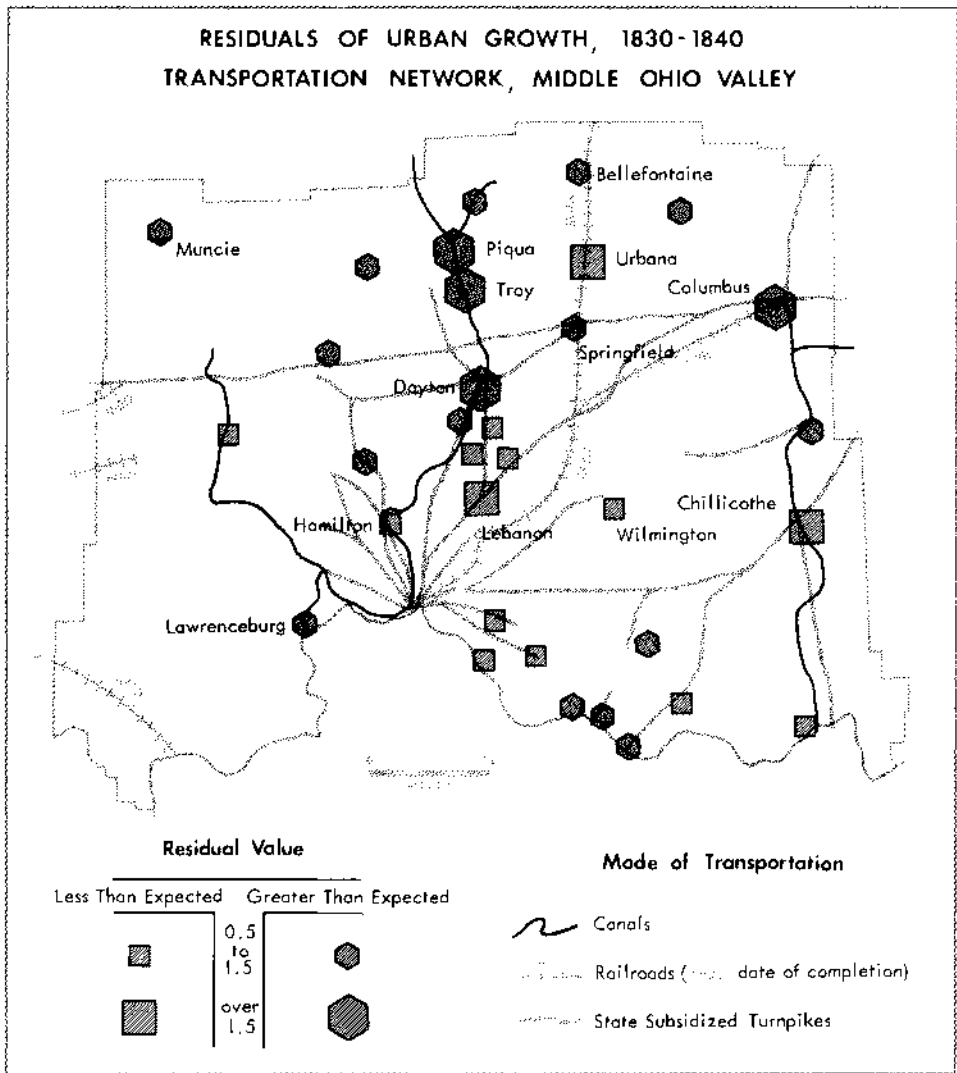 RESIDUALS OF URBAN GROWTH, 1830-1840
TRANSPORTATION NETWORK, MIDDLE OHIO VALLEY
Bellefontaine
Muncie
Piqua
Urbana
Troy
Columbus
Springfield
Dayton
Chillicothe
Hamilton
Lebanon
Wilmington
Lawrenceburg
Residual Value
Less Than Expected
Greater Than Expected
0.5
to
1.5
over
1.5
Mode of Transportation
Canals
Railroads ( date of completion)
State Subsidized Turnpikes